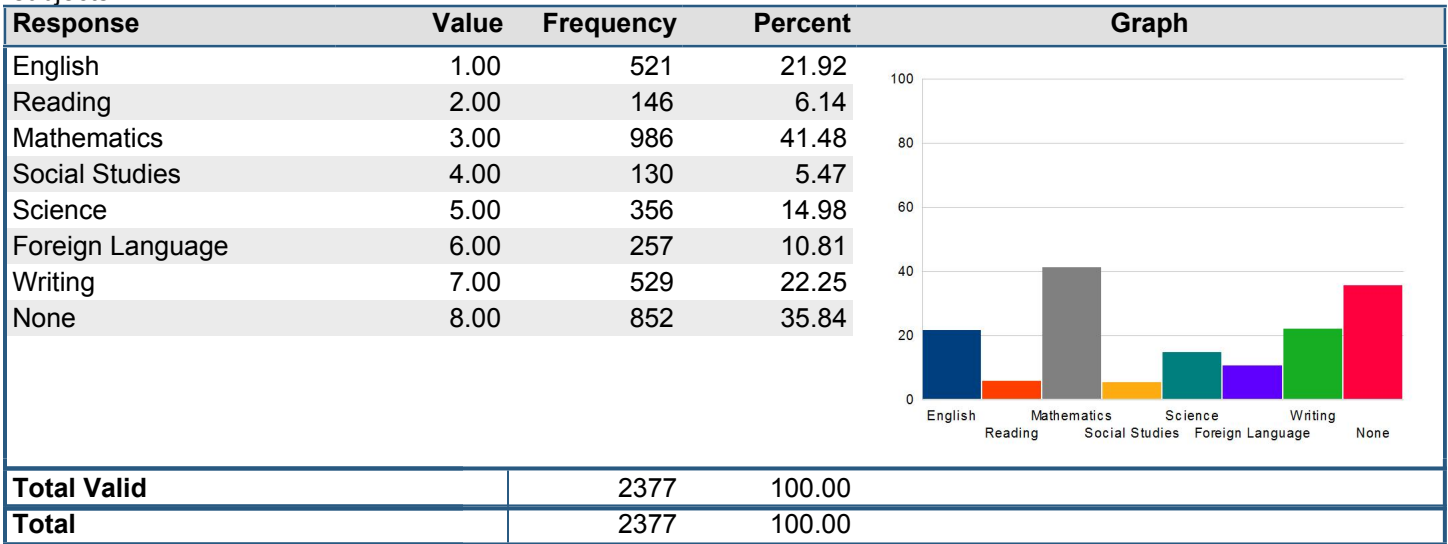 Response Value Frequency Percent Graph
English 1.00 521 21.92
Reading 2.00 146 6.14
Mathematics 3.00 986 41.48
Social Studies 4.00 130 5.47
Science 5.00 356 14.98
Foreign Language 6.00 257 10.81
Writing 7.00 529 22.25
None 8.00 852 35.84
100
80
60
40
20
0
English Mathematics Science Writing
Reading Social Studies Foreign Language None
Total Valid 2377 100.00
Total 2377 100.00